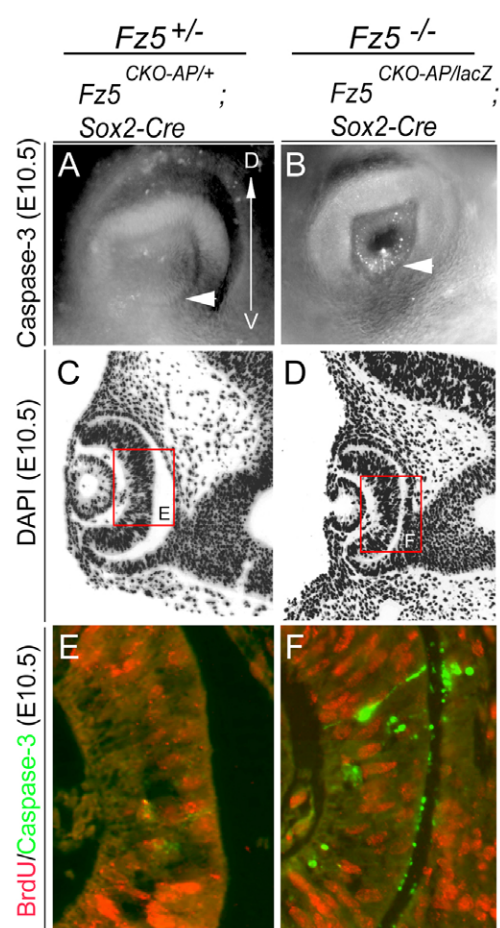 Fz5 +/- Fz5 -/-
Fz5 CKO-AP/+ ; Fz5 CKO-AP/lacZ ;
Sox2-Cre Sox2-Cre
Caspase-3 (E10.5)
A D V B
DAPI (E10.5)
C E D F
BrdU/Caspase-3 (E10.5)
E F